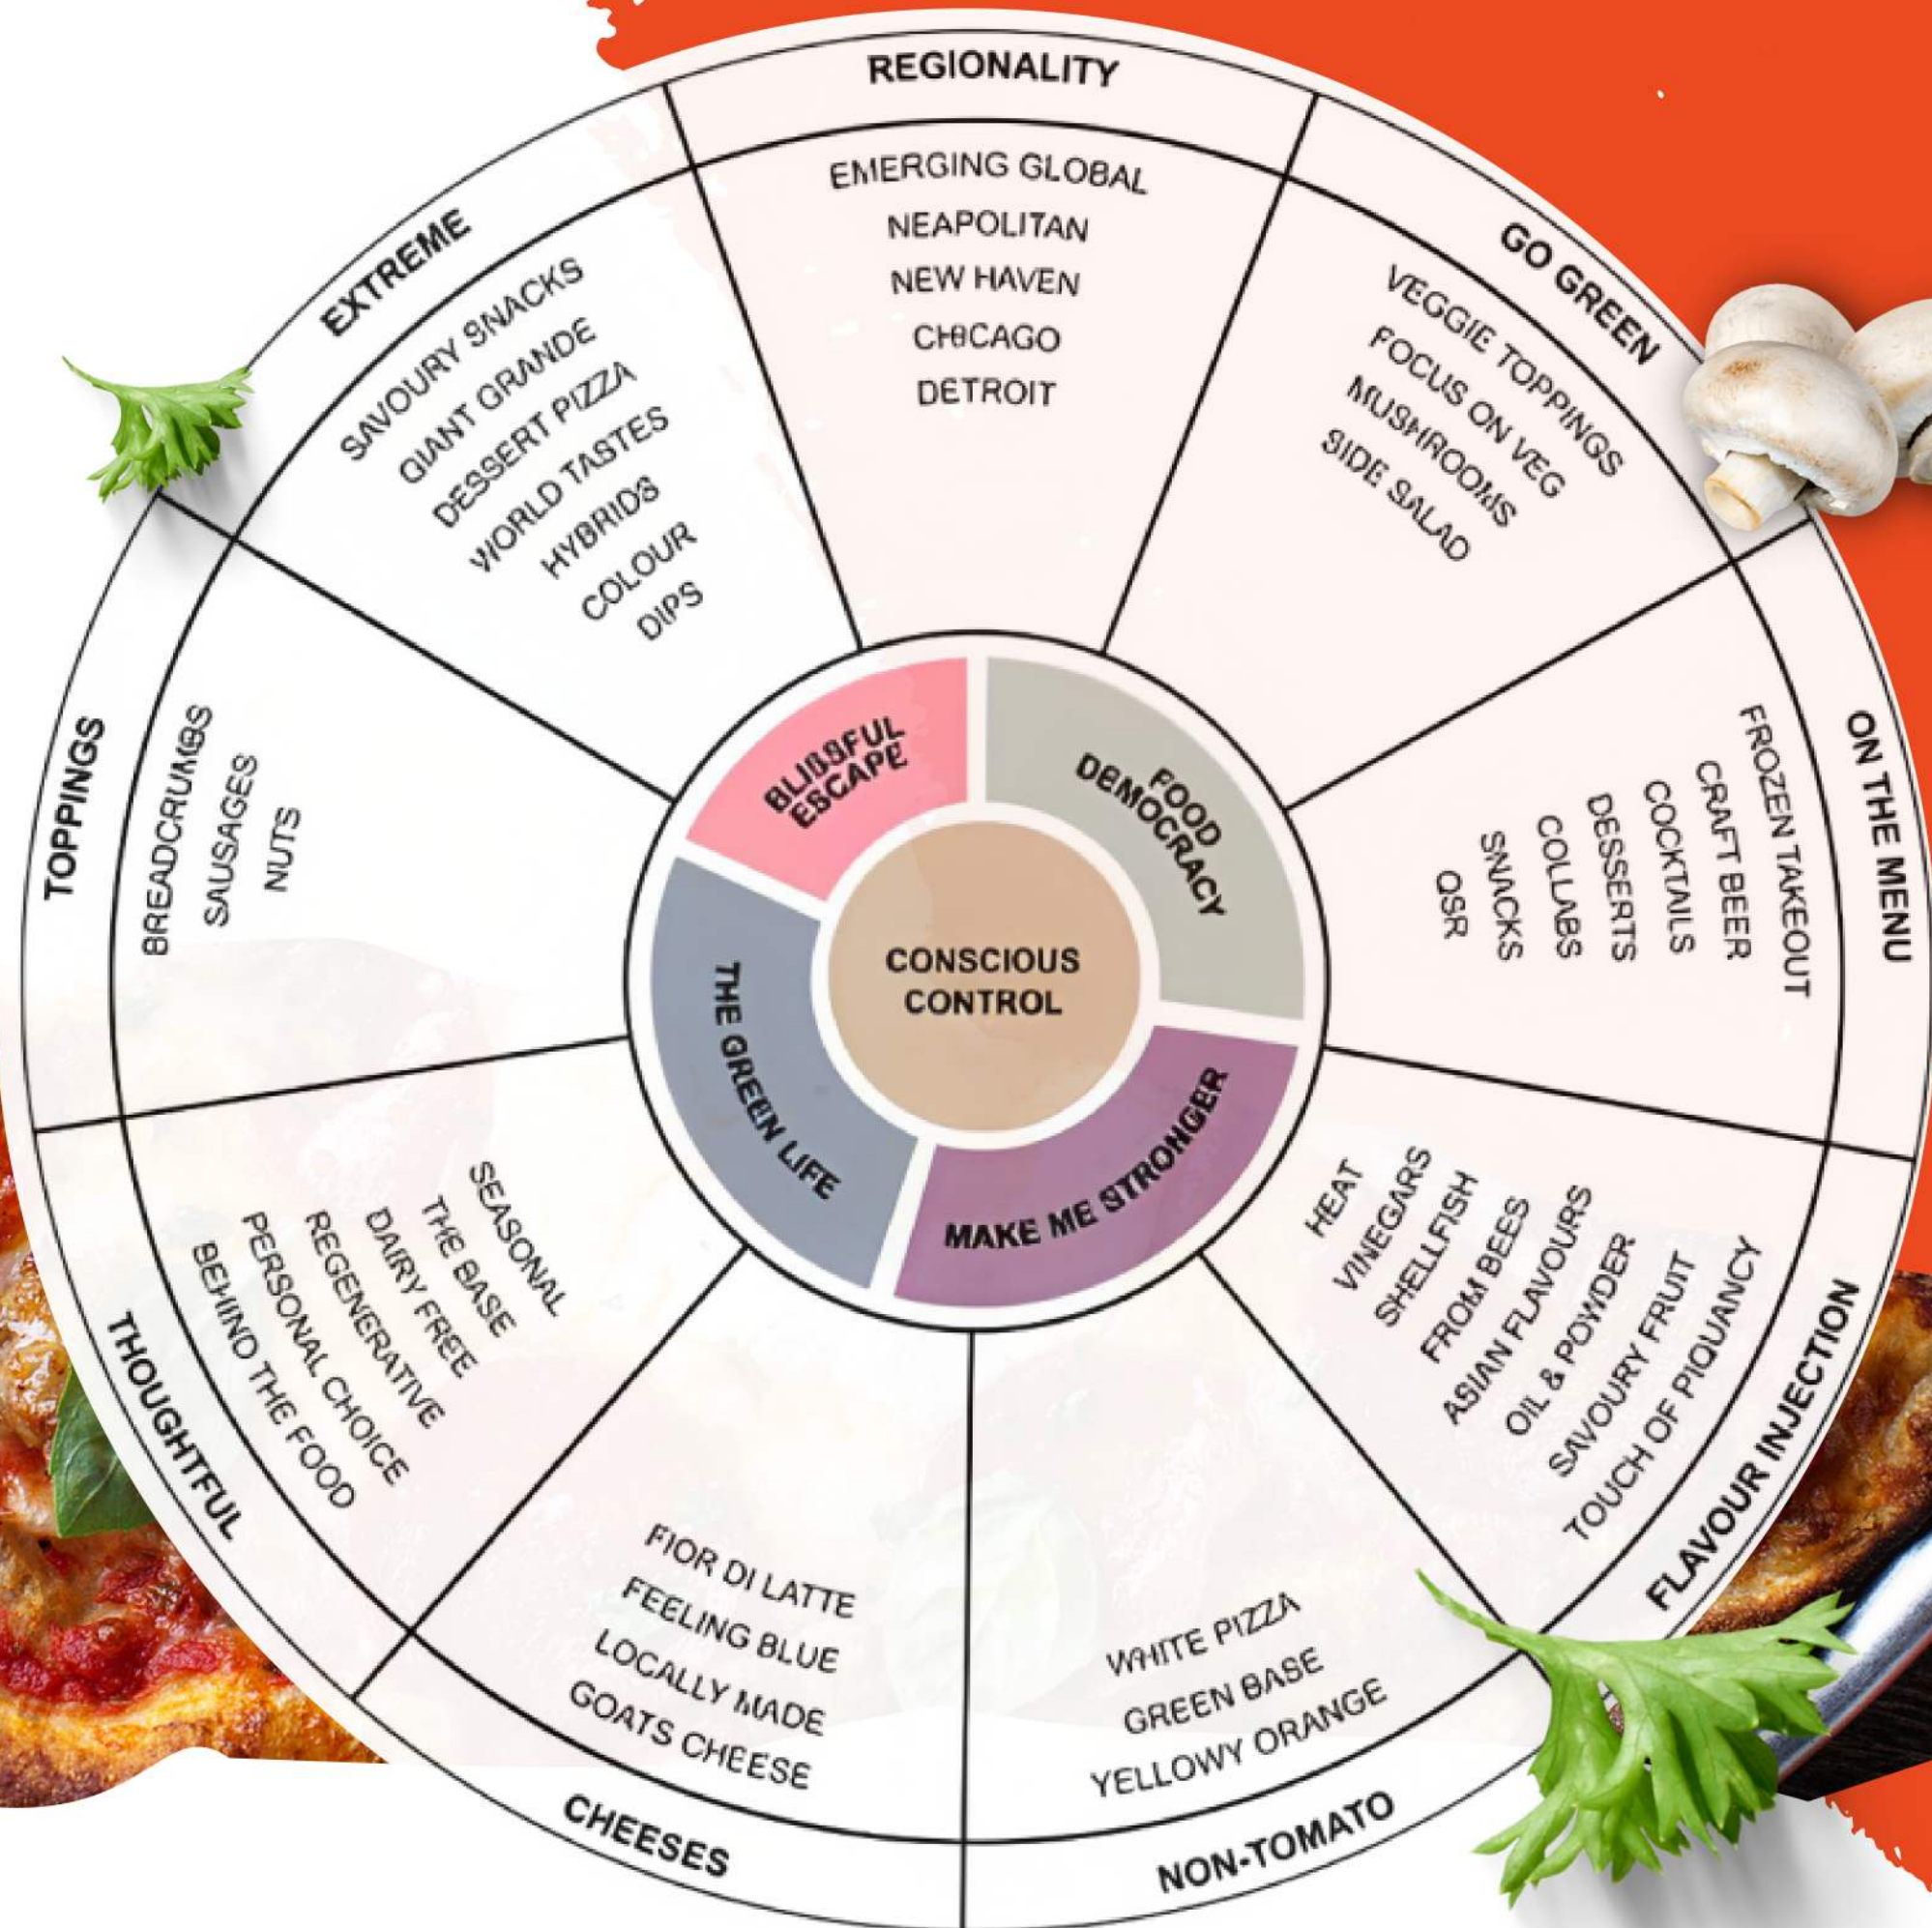 REGIONALITY
EMERGING GLOBAL
NEAPOLITAN
NEW HAVEN
CHICAGO
DETROIT
GO GREEN
VEGGIE TOPPINGS
FOCUS ON VEG
MUSHROOMS
SIDE SALAD
ON THE MENU
FROZEN TAKEOUT
CRAFT BEER
COCKTAILS
DESSERTS
COLLABS
SNACKS
QSR
FLAVOUR INJECTION
HEAT
VINEGARS
SHELLFISH
FROM BEES
ASIAN FLAVOURS
OIL & POWDER
SAVOURY FRUIT
TOUCH OF PIQUANCY
NON-TOMATO
WHITE PIZZA
GREEN BASE
YELLOWY ORANGE
CHEESES
FIOR DI LATTE
FEELING BLUE
LOCALLY MADE
GOATS CHEESE
THOUGHTFUL
SEASONAL
THE BASE
DAIRY FREE
REGENERATIVE
PERSONAL CHOICE
BEHIND THE FOOD
TOPPINGS
BREADCRUMBS
SAUSAGES
NUTS
EXTREME
SAVOURY SNACKS
GIANT GRANDE
DESSERT PIZZA
WORLD TASTES
HYBRIDS
COLOUR
DIPS
BLISSFUL
ESCAPE
FOOD
DEMOCRACY
MAKE ME STRONGER
THE GREEN LIFE
CONSCIOUS
CONTROL